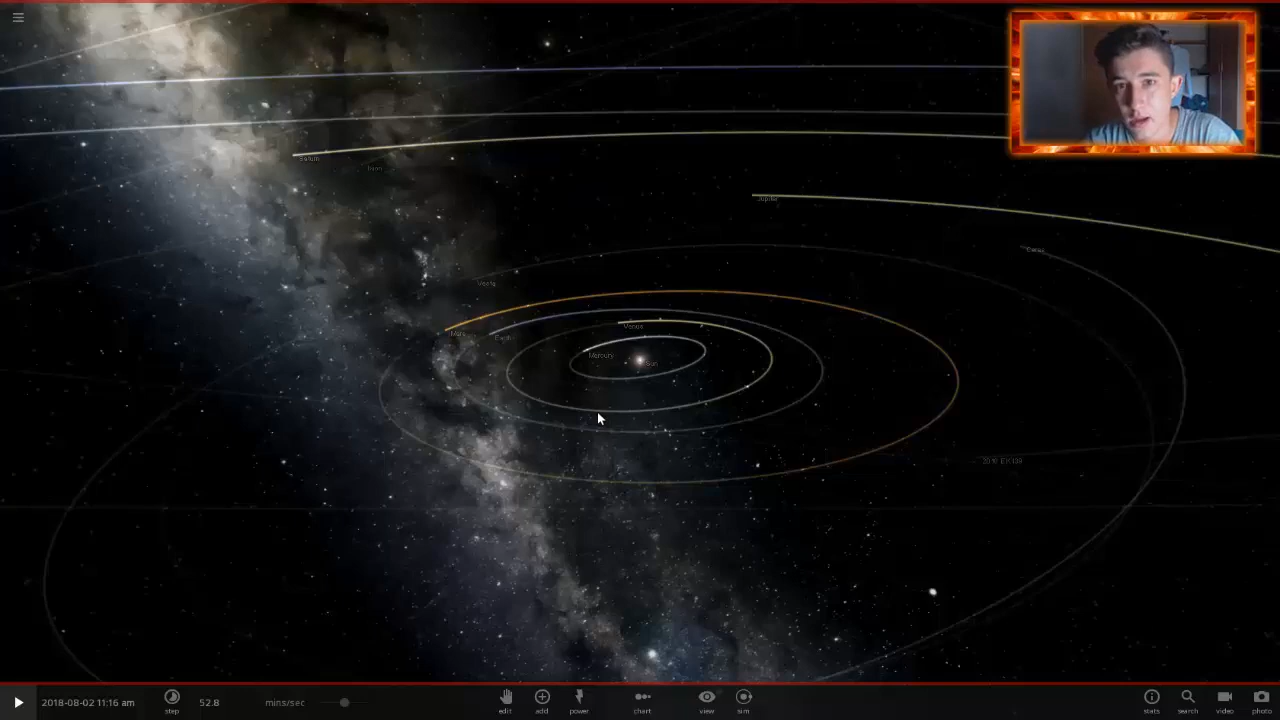 Saturn
Jupiter
Ceres
Vesta
Venus
Mars
Earth
Mercury
Sun
2018-08-02 11:16 am
step
52.8
mins/sec
edit
add
power
chart
view
sim
stats
search
video
photo